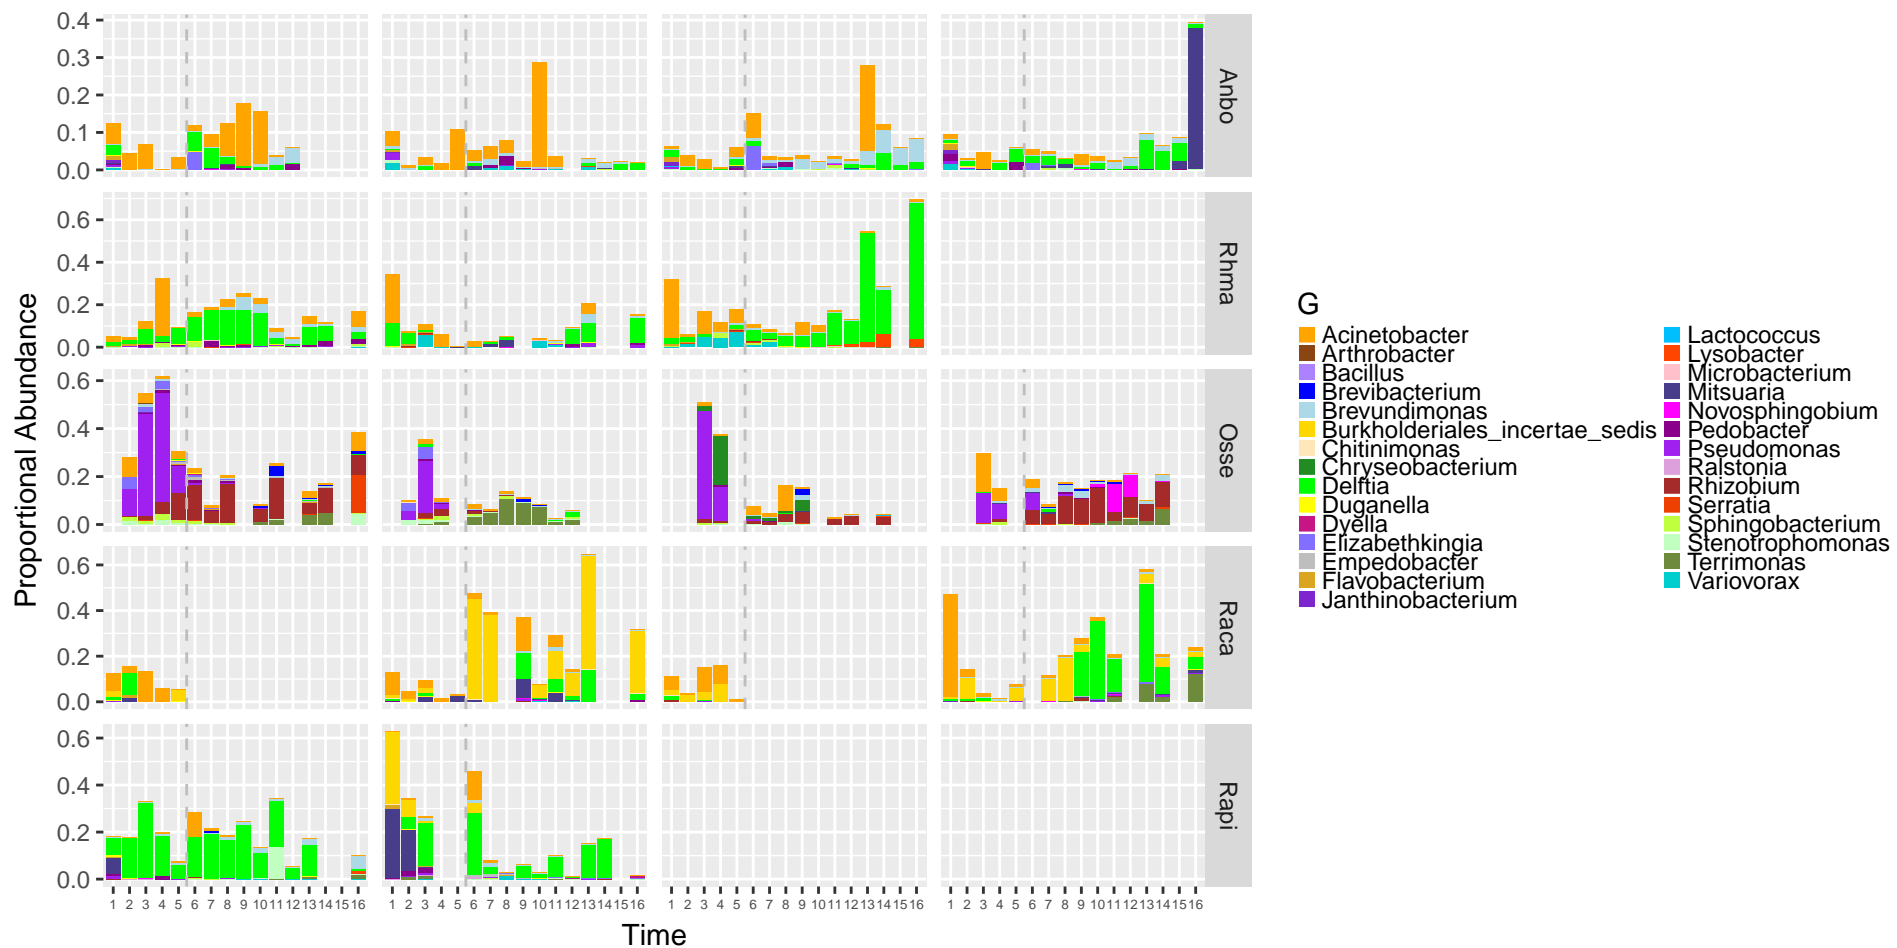 Proportional Abundance
0.4
0.3
0.2
0.1
0.0
Anbo
0.6
0.4
0.2
0.0
Rhma
0.6
0.4
0.2
0.0
Osse
0.6
0.4
0.2
0.0
Raca
0.6
0.4
0.2
0.0
Rapi
1 2 3 4 5 6 7 8 9 10 11 12 13 14 15 16 1 2 3 4 5 6 7 8 9 10 11 12 13 14 15 16 1 2 3 4 5 6 7 8 9 10 11 12 13 14 15 16 1 2 3 4 5 6 7 8 9 10 11 12 13 14 15 16
Time
G
Acinetobacter
Arthrobacter
Bacillus
Brevibacterium
Brevundimonas
Burkholderiales_incertae_sedis
Chitinimonas
Chryseobacterium
Delftia
Duganella
Dyella
Elizabethkingia
Empedobacter
Flavobacterium
Janthinobacterium
Lactococcus
Lysobacter
Microbacterium
Mitsuaria
Novosphingobium
Pedobacter
Pseudomonas
Ralstonia
Rhizobium
Serratia
Sphingobacterium
Stenotrophomonas
Terrimonas
Variovorax